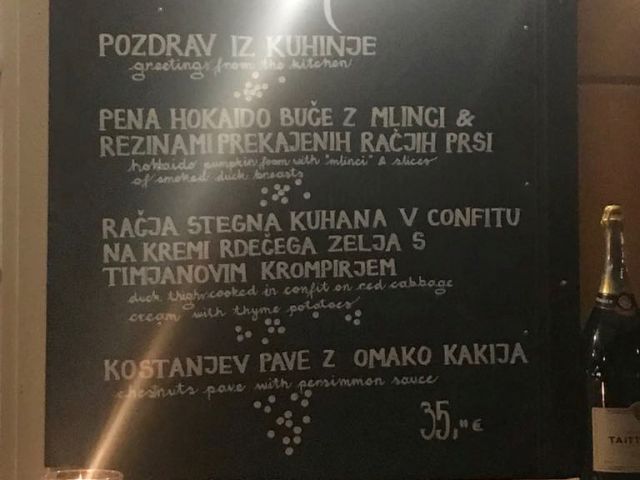 POZDRAV IZ KUHINJE
greetings from the kitchen
PENA HOKAIDO BUČE Z MLINCI &
REZINAMI PREKAJENIH RAČJIH PRSI
hokkaido pumpkin foam with "mlinci" & slices
of smoked duck breasts
RAČJA STEGNA KUHANA V CONFITU
NA KREMI RDEČEGA ZELJA S
TIMJANOVIM KROMPIRJEM
duck thigh cooked in confit on red cabbage
cream with thyme potatoes
KOSTANJEV PAVE Z OMAKO KAKIJA
chestnuts pave with persimmon sauce
35,00 €
TAITT